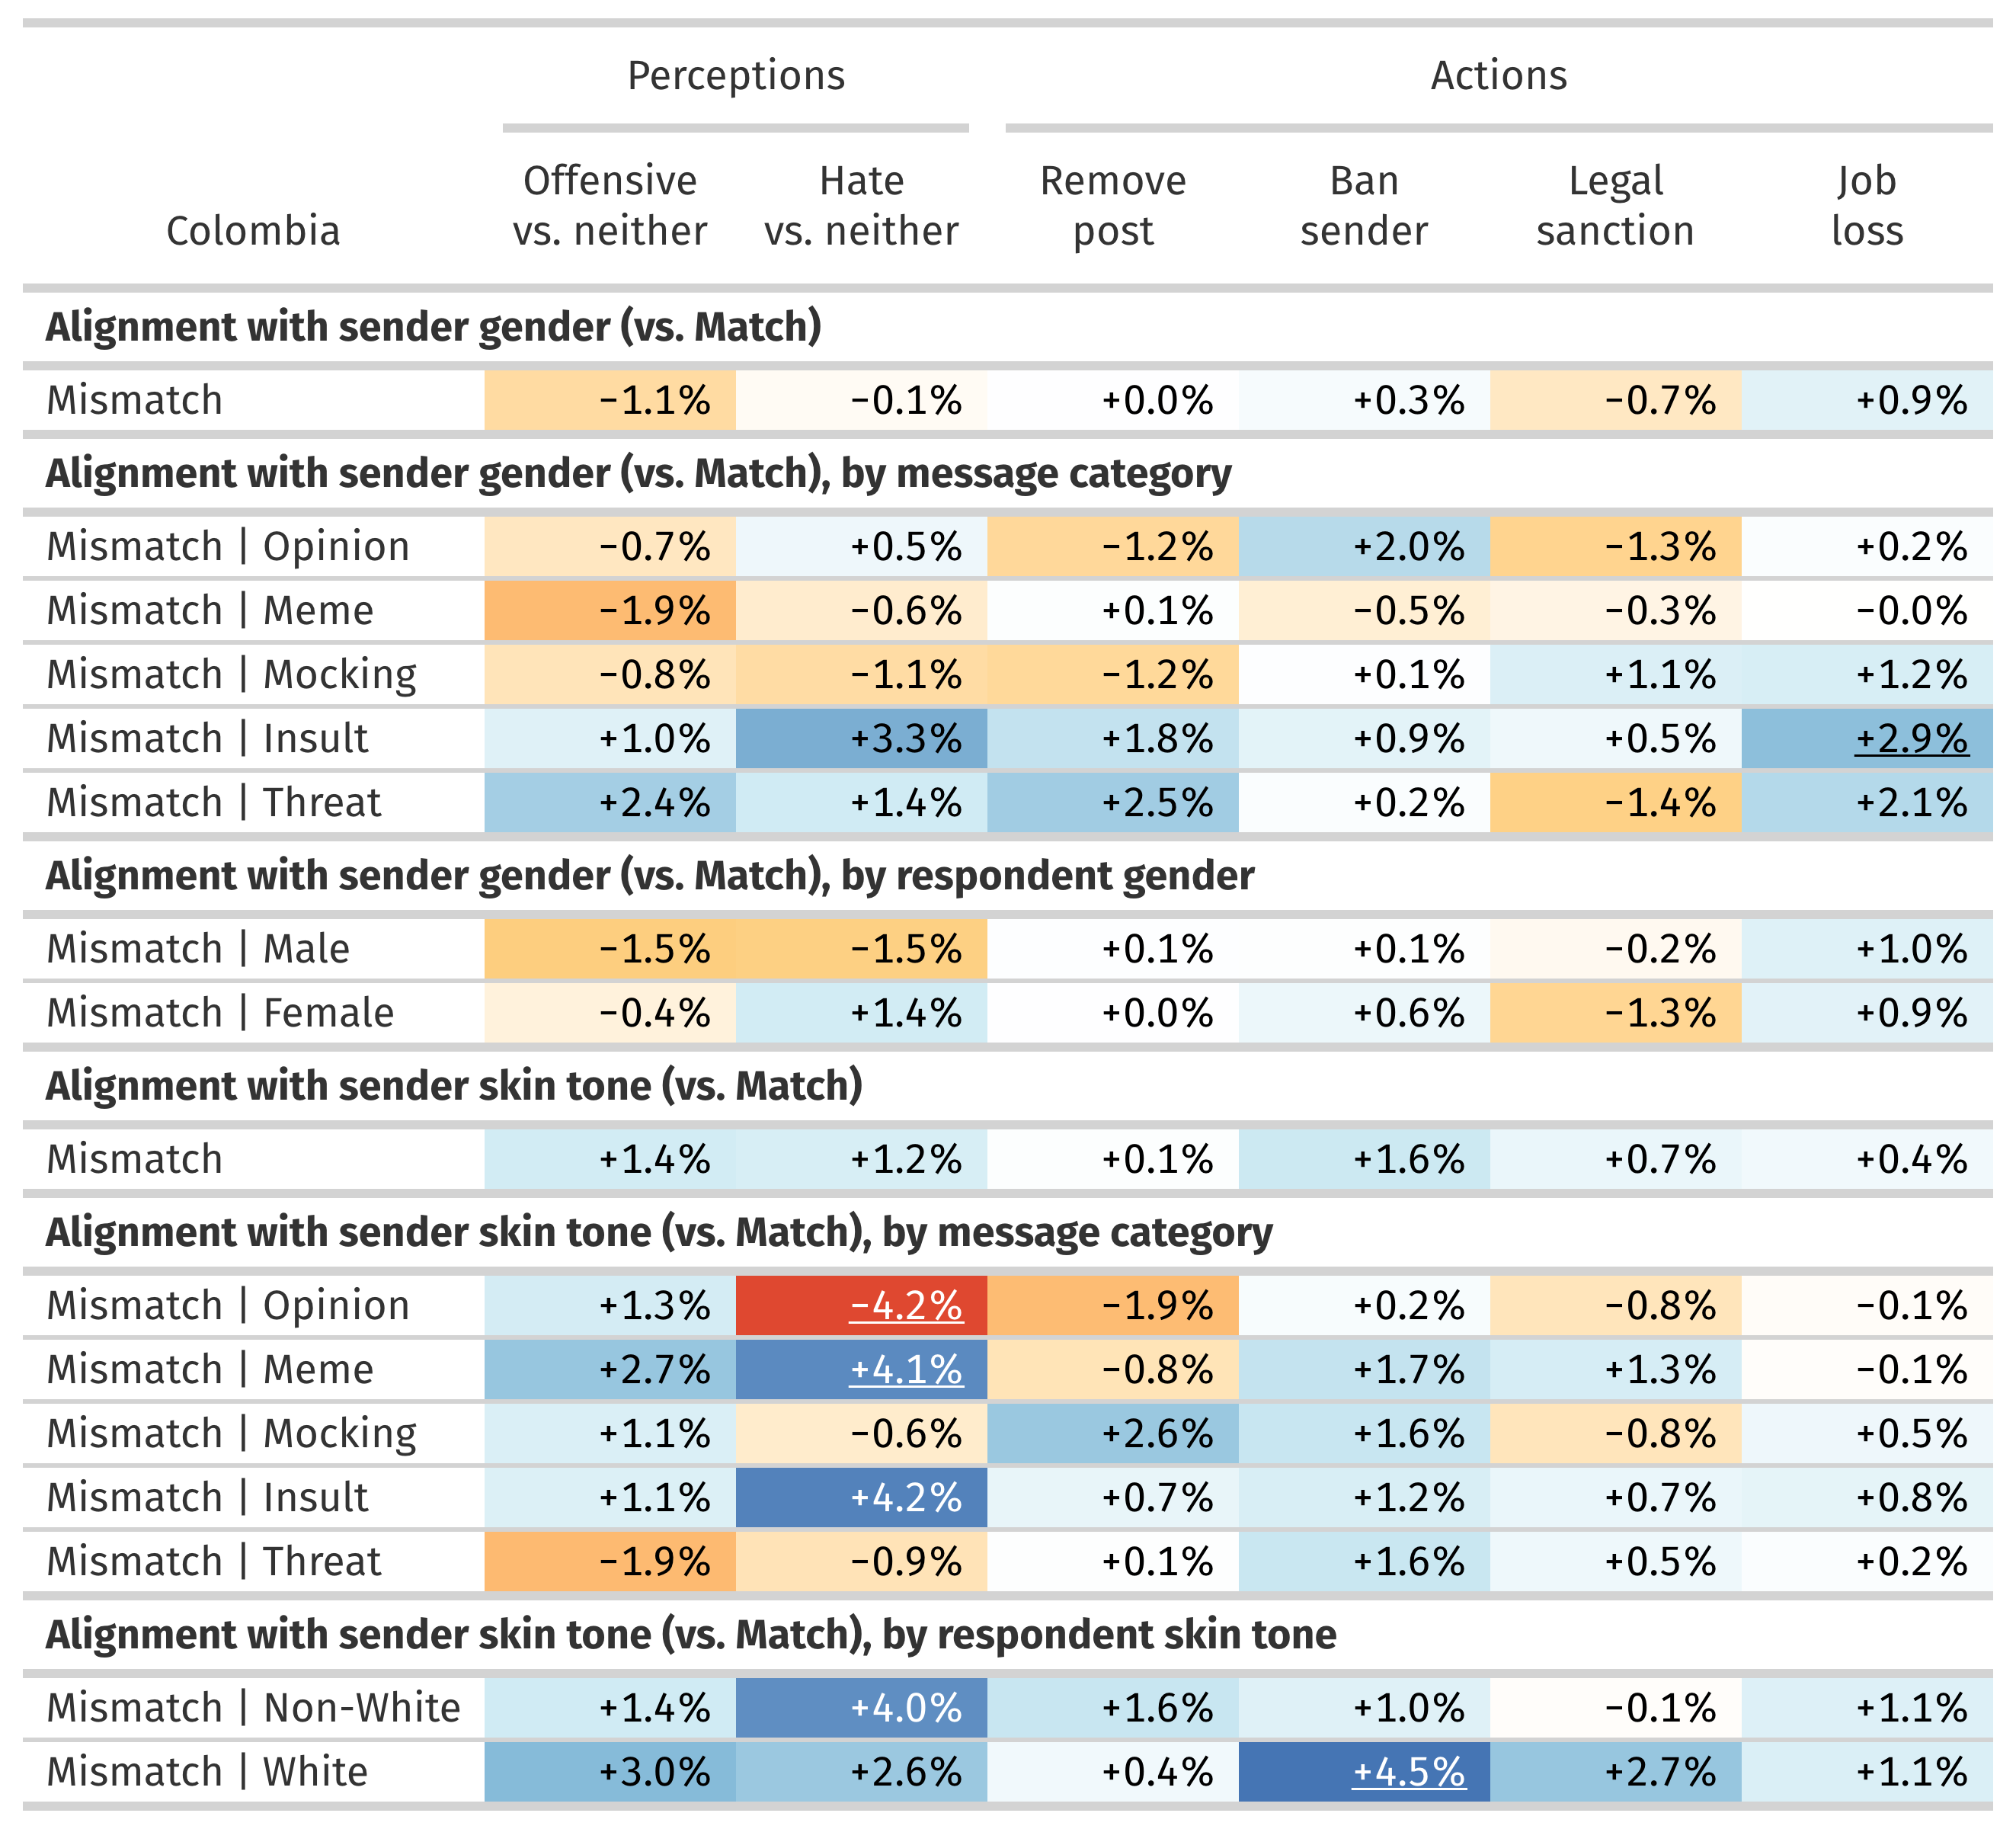 Perceptions Actions
Offensive Hate Remove Ban Legal Job
Colombia vs. neither vs. neither post sender sanction loss
Alignment with sender gender (vs. Match)
Mismatch −1.1% −0.1% +0.0% +0.3% −0.7% +0.9%
Alignment with sender gender (vs. Match), by message category
Mismatch | Opinion −0.7% +0.5% −1.2% +2.0% −1.3% +0.2%
Mismatch | Meme −1.9% −0.6% +0.1% −0.5% −0.3% −0.0%
Mismatch | Mocking −0.8% −1.1% −1.2% +0.1% +1.1% +1.2%
Mismatch | Insult +1.0% +3.3% +1.8% +0.9% +0.5% +2.9%
Mismatch | Threat +2.4% +1.4% +2.5% +0.2% −1.4% +2.1%
Alignment with sender gender (vs. Match), by respondent gender
Mismatch | Male −1.5% −1.5% +0.1% +0.1% −0.2% +1.0%
Mismatch | Female −0.4% +1.4% +0.0% +0.6% −1.3% +0.9%
Alignment with sender skin tone (vs. Match)
Mismatch +1.4% +1.2% +0.1% +1.6% +0.7% +0.4%
Alignment with sender skin tone (vs. Match), by message category
Mismatch | Opinion +1.3% −4.2% −1.9% +0.2% −0.8% −0.1%
Mismatch | Meme +2.7% +4.1% −0.8% +1.7% +1.3% −0.1%
Mismatch | Mocking +1.1% −0.6% +2.6% +1.6% −0.8% +0.5%
Mismatch | Insult +1.1% +4.2% +0.7% +1.2% +0.7% +0.8%
Mismatch | Threat −1.9% −0.9% +0.1% +1.6% +0.5% +0.2%
Alignment with sender skin tone (vs. Match), by respondent skin tone
Mismatch | Non-White +1.4% +4.0% +1.6% +1.0% −0.1% +1.1%
Mismatch | White +3.0% +2.6% +0.4% +4.5% +2.7% +1.1%